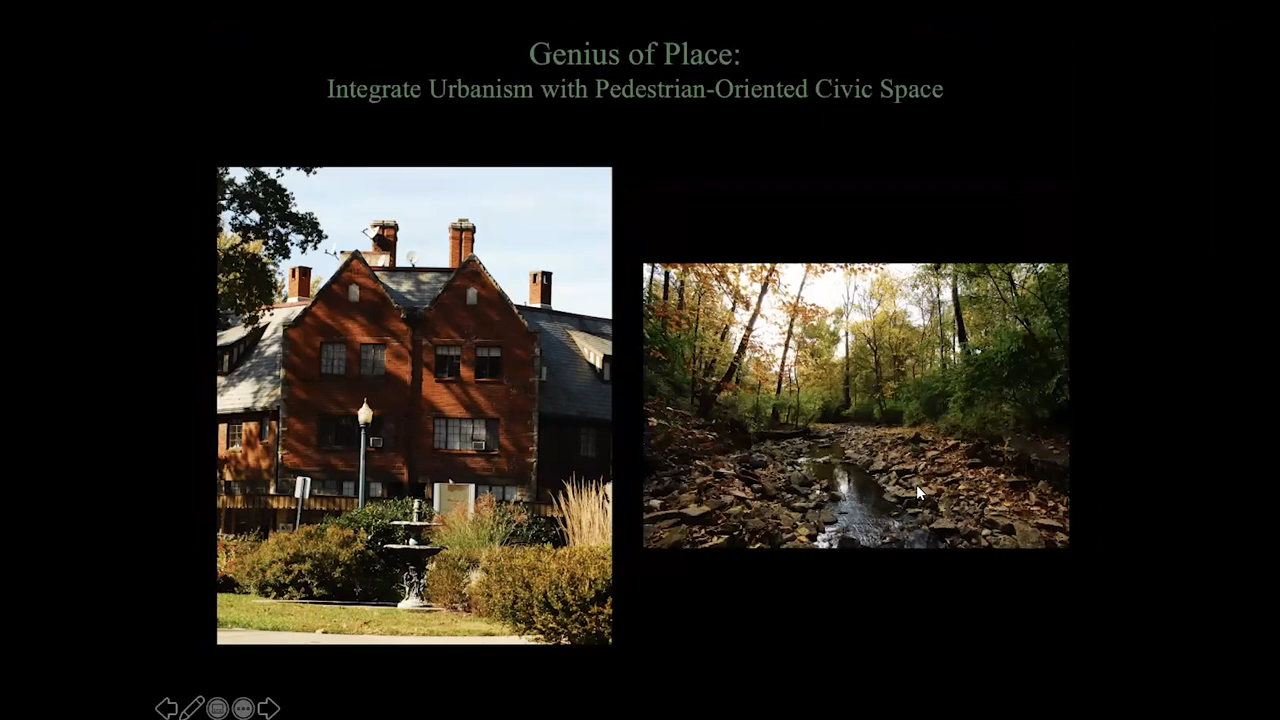 Genius of Place:
Integrate Urbanism with Pedestrian-Oriented Civic Space